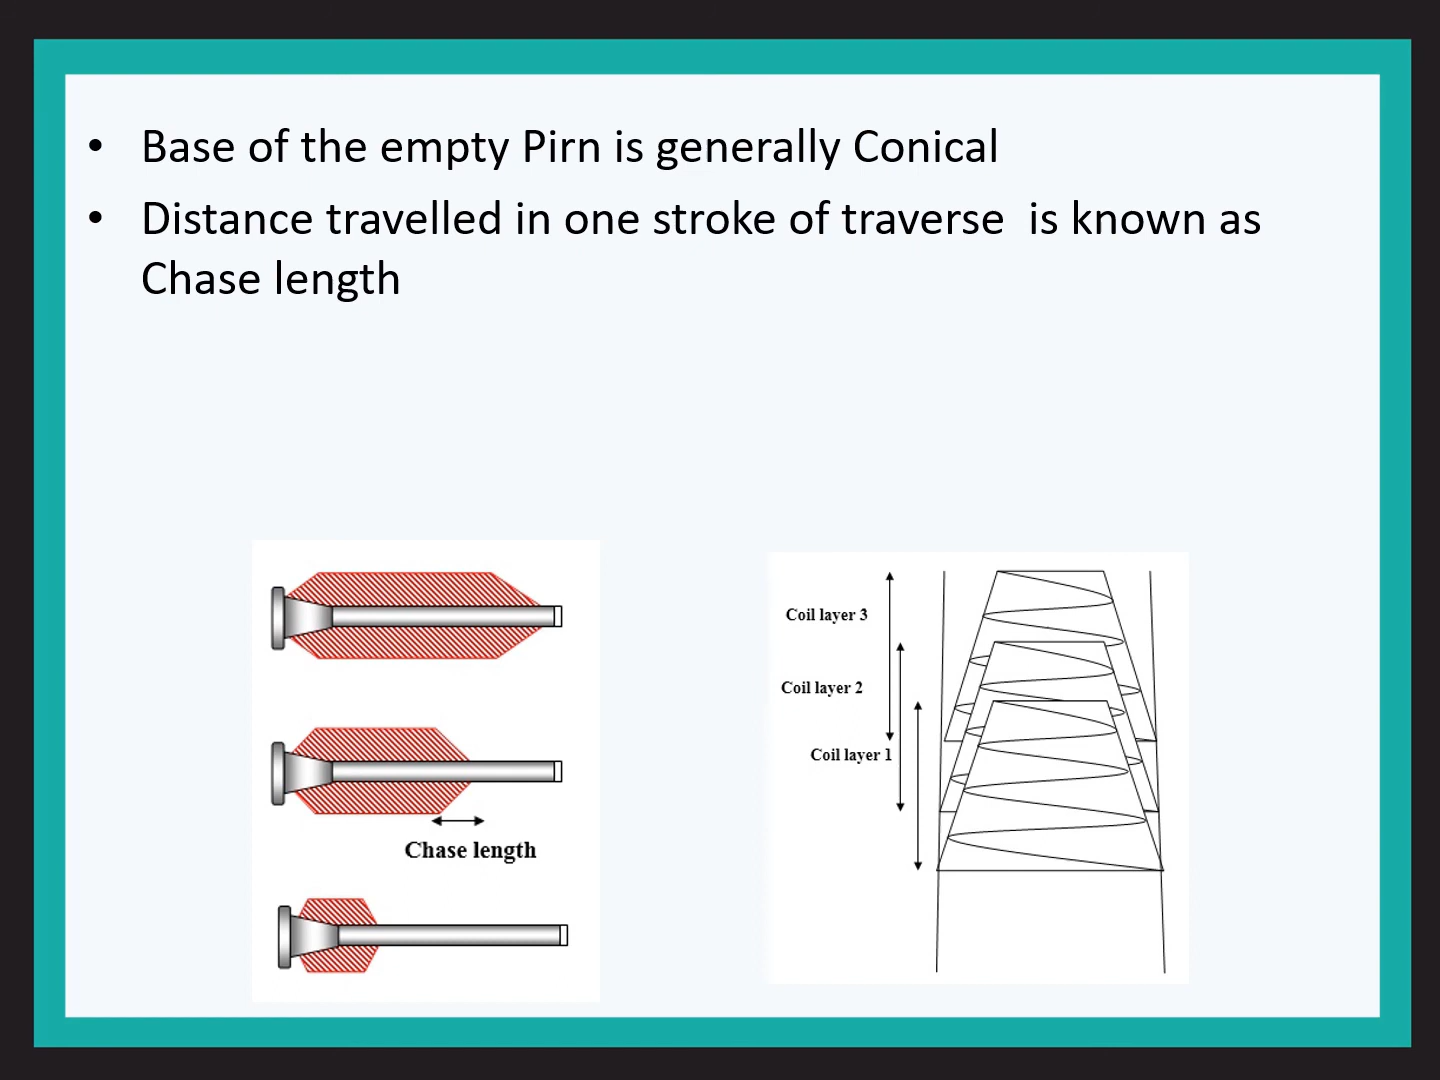 • Base of the empty Pirn is generally Conical
• Distance travelled in one stroke of traverse  is known as
Chase length
Chase length
Coil layer 3
Coil layer 2
Coil layer 1